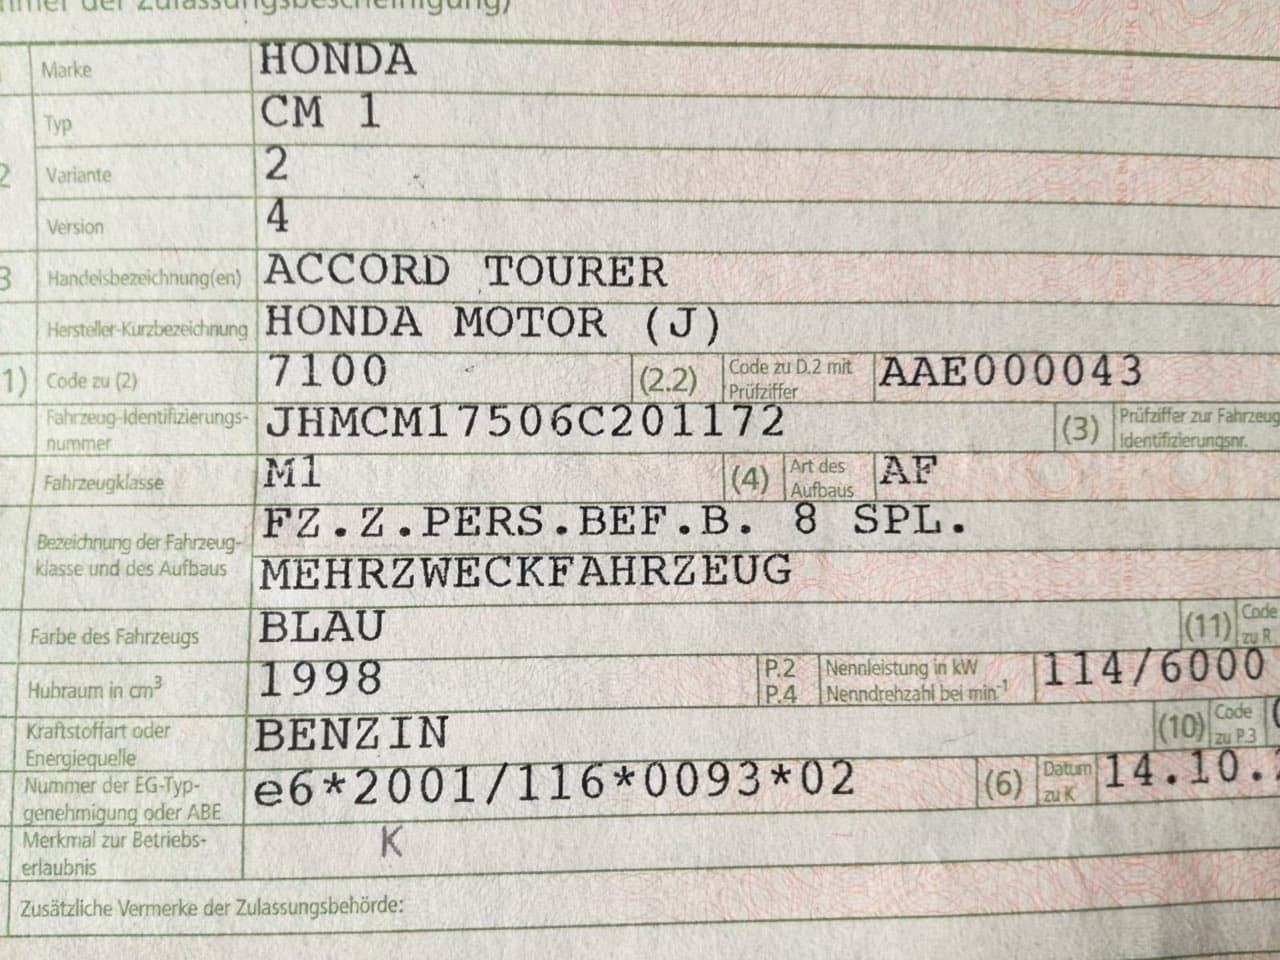 Zulassungsbescheinigung)
Marke HONDA
Typ CM 1
2 Variante 2
Version 4
3 Handelsbezeichnung(en) ACCORD TOURER
Hersteller-Kurzbezeichnung HONDA MOTOR (J)
1) Code zu (2) 7100 (2.2) Code zu D.2 mit Prüfziffer AAE000043
Fahrzeug-Identifizierungs-
nummer JHMCM17506C201172 (3) Prüfziffer zur Fahrzeug
Identifizierungsnr.
Fahrzeugklasse M1 (4) Art des Aufbaus AF
Bezeichnung der Fahrzeug-
klasse und des Aufbaus
FZ.Z.PERS.BEF.B. 8 SPL.
MEHRZWECKFAHRZEUG
Farbe des Fahrzeugs BLAU (11) Code zu R
Hubraum in cm³ 1998 P.2 P.4 Nennleistung in kW
Nenndrehzahl bei min⁻¹ 114/6000
Kraftstoffart oder
Energiequelle BENZIN (10) Code zu P.3
Nummer der EG-Typ-
genehmigung oder ABE e6*2001/116*0093*02 (6) Datum zu K 14.10.
Merkmal zur Betriebs-
erlaubnis K
Zusätzliche Vermerke der Zulassungsbehörde: